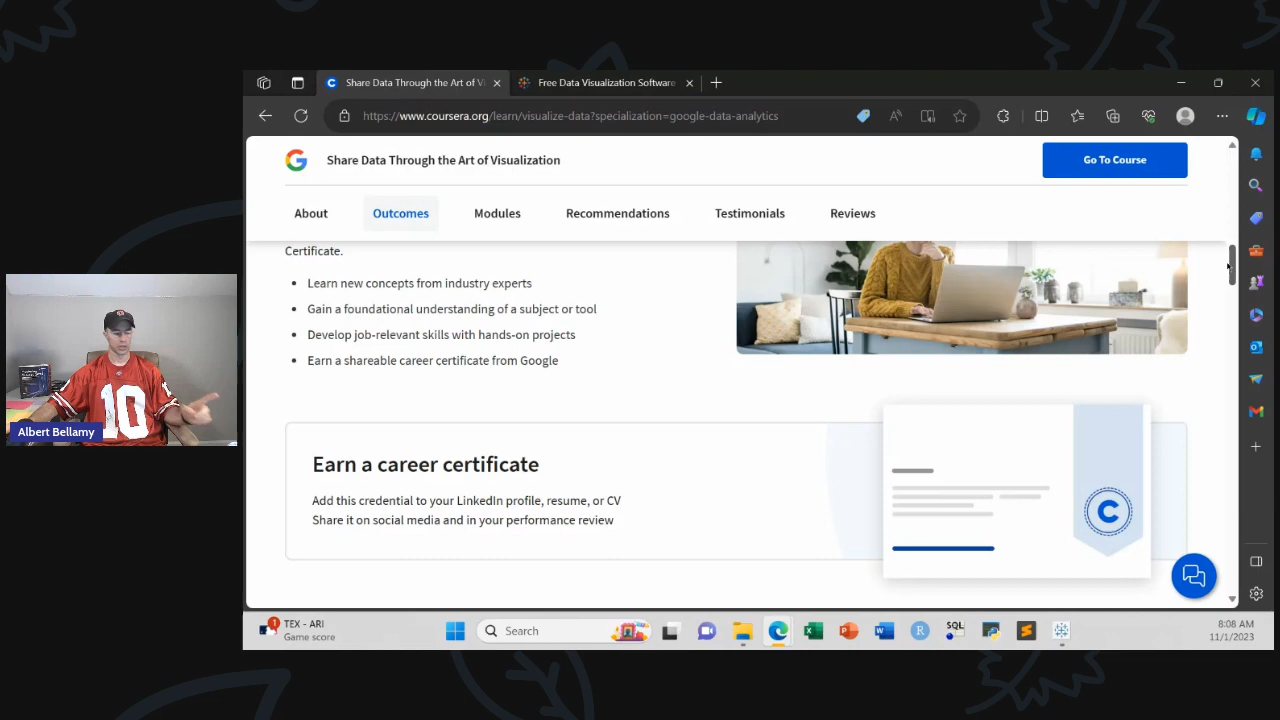 Share Data Through the Art of Vi
Free Data Visualization Software
https://www.coursera.org/learn/visualize-data?specialization=google-data-analytics
Share Data Through the Art of Visualization
Go To Course
About
Outcomes
Modules
Recommendations
Testimonials
Reviews
Certificate.
Learn new concepts from industry experts
Gain a foundational understanding of a subject or tool
Develop job-relevant skills with hands-on projects
Earn a shareable career certificate from Google
10
Albert Bellamy
Earn a career certificate
Add this credential to your LinkedIn profile, resume, or CV
Share it on social media and in your performance review
C
1
TEX - ARI
Game score
Search
SQL
8:08 AM
11/1/2023